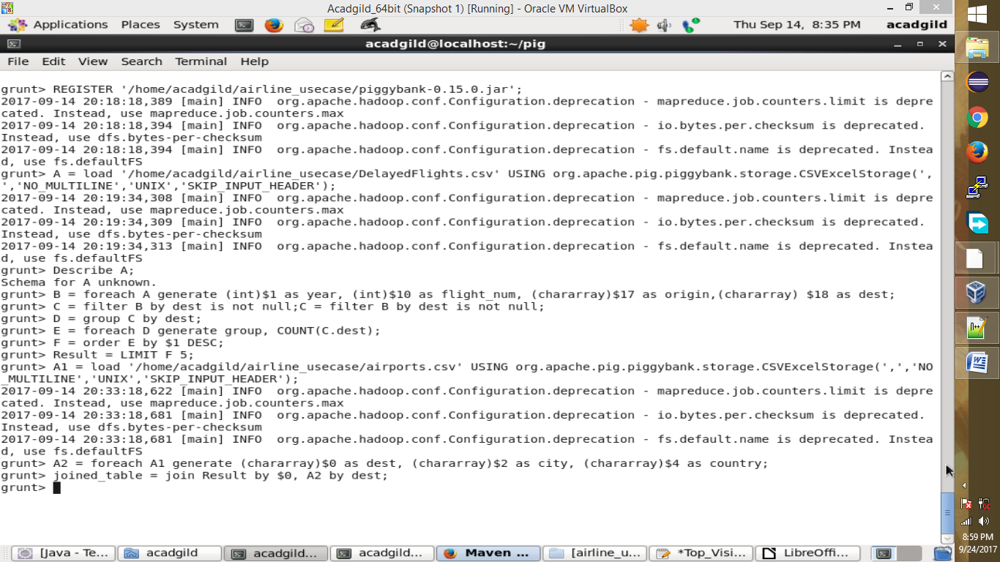 Acadgild_64bit (Snapshot 1) [Running] - Oracle VM VirtualBox
Applications Places System Thu Sep 14, 8:35 PM acadgild
acadgild@localhost:~/pig
File Edit View Search Terminal Help
grunt> REGISTER '/home/acadgild/airline_usecase/piggybank-0.15.0.jar';
2017-09-14 20:18:18,389 [main] INFO  org.apache.hadoop.conf.Configuration.deprecation - mapreduce.job.counters.limit is depre
cated. Instead, use mapreduce.job.counters.max
2017-09-14 20:18:18,394 [main] INFO  org.apache.hadoop.conf.Configuration.deprecation - io.bytes.per.checksum is deprecated.
Instead, use dfs.bytes-per-checksum
2017-09-14 20:18:18,394 [main] INFO  org.apache.hadoop.conf.Configuration.deprecation - fs.default.name is deprecated. Instea
d, use fs.defaultFS
grunt> A = load '/home/acadgild/airline_usecase/DelayedFlights.csv' USING org.apache.pig.piggybank.storage.CSVExcelStorage(',
','NO_MULTILINE','UNIX','SKIP_INPUT_HEADER');
2017-09-14 20:19:34,308 [main] INFO  org.apache.hadoop.conf.Configuration.deprecation - mapreduce.job.counters.limit is depre
cated. Instead, use mapreduce.job.counters.max
2017-09-14 20:19:34,309 [main] INFO  org.apache.hadoop.conf.Configuration.deprecation - io.bytes.per.checksum is deprecated.
Instead, use dfs.bytes-per-checksum
2017-09-14 20:19:34,313 [main] INFO  org.apache.hadoop.conf.Configuration.deprecation - fs.default.name is deprecated. Instea
d, use fs.defaultFS
grunt> Describe A;
Schema for A unknown.
grunt> B = foreach A generate (int)$1 as year, (int)$10 as flight_num, (chararray)$17 as origin,(chararray) $18 as dest;
grunt> C = filter B by dest is not null;C = filter B by dest is not null;
grunt> D = group C by dest;
grunt> E = foreach D generate group, COUNT(C.dest);
grunt> F = order E by $1 DESC;
grunt> Result = LIMIT F 5;
grunt> A1 = load '/home/acadgild/airline_usecase/airports.csv' USING org.apache.pig.piggybank.storage.CSVExcelStorage(',','NO
_MULTILINE','UNIX','SKIP_INPUT_HEADER');
2017-09-14 20:33:18,622 [main] INFO  org.apache.hadoop.conf.Configuration.deprecation - mapreduce.job.counters.limit is depre
cated. Instead, use mapreduce.job.counters.max
2017-09-14 20:33:18,681 [main] INFO  org.apache.hadoop.conf.Configuration.deprecation - io.bytes.per.checksum is deprecated.
Instead, use dfs.bytes-per-checksum
2017-09-14 20:33:18,681 [main] INFO  org.apache.hadoop.conf.Configuration.deprecation - fs.default.name is deprecated. Instea
d, use fs.defaultFS
grunt> A2 = foreach A1 generate (chararray)$0 as dest, (chararray)$2 as city, (chararray)$4 as country;
grunt> joined_table = join Result by $0, A2 by dest;
grunt>
[Java - Te... acadgild acadgild... acadgild... Maven ... [airline_u... *Top_Visi... LibreOffi...
8:59 PM
9/24/2017